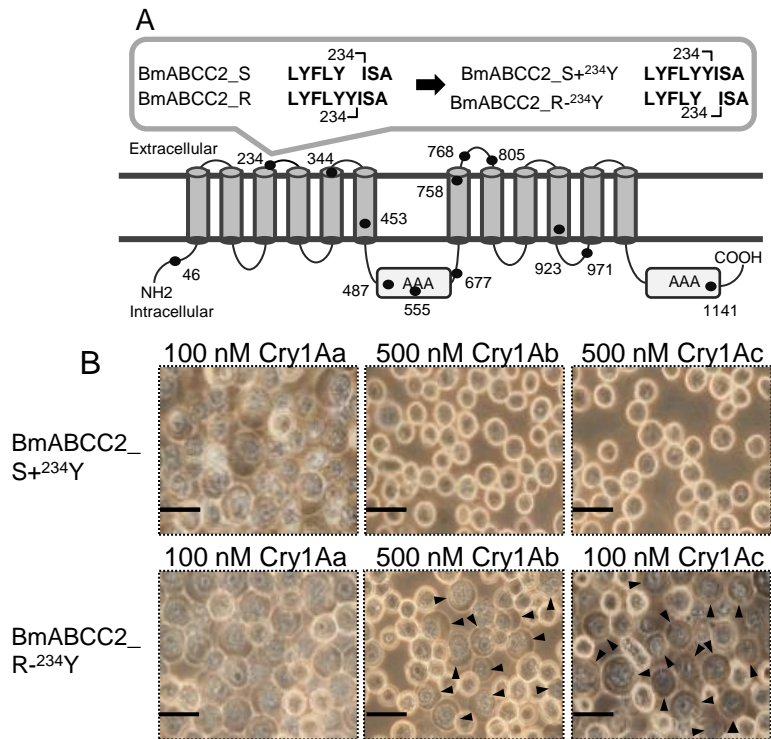 A
234
BmABCC2_S LYFLY ISA
BmABCC2_R LYFLYYISA
234
234
BmABCC2_S+234Y LYFLYYISA
BmABCC2_R-234Y LYFLY ISA
234
Extracellular
234
344
768
805
758
453
46
NH2
Intracellular
487
AAA
555
677
923
971
COOH
AAA
1141
B
100 nM Cry1Aa
500 nM Cry1Ab
500 nM Cry1Ac
BmABCC2_
S+234Y
100 nM Cry1Aa
500 nM Cry1Ab
100 nM Cry1Ac
BmABCC2_
R-234Y